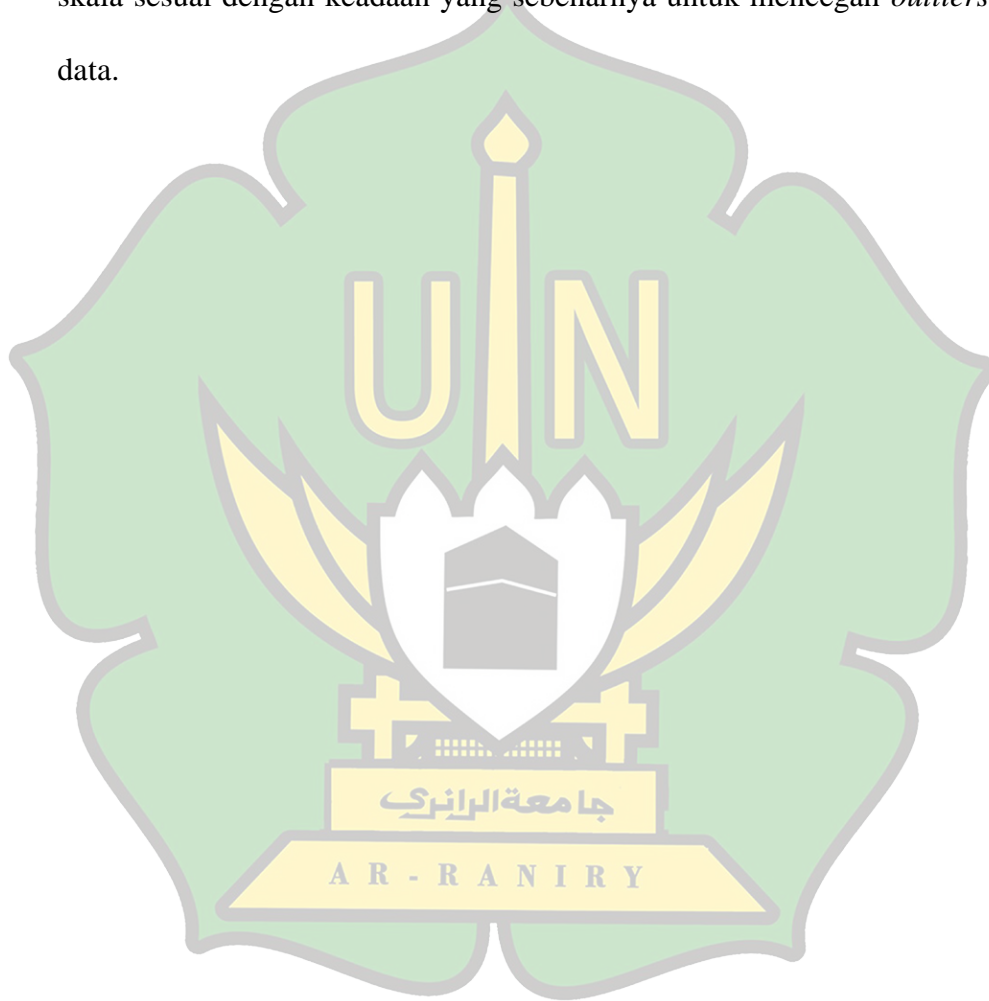 skala sesuai dengan keadaan yang sebenarnya untuk mencegah outliers
data.
UIN
جامعة الرانري
AR-RANIRY